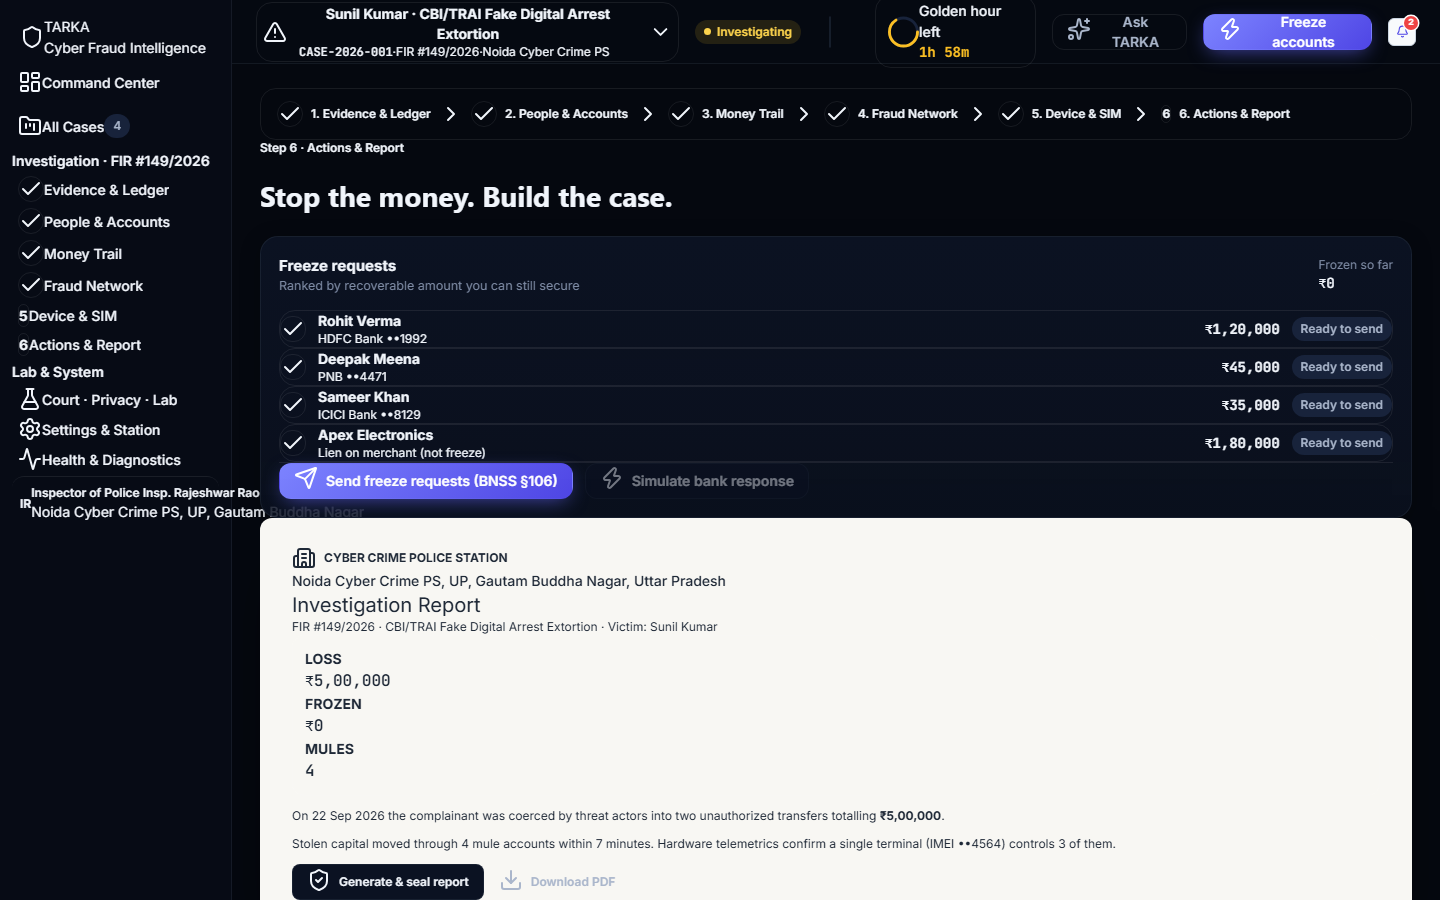 TARKA
Cyber Fraud Intelligence
Command Center
All Cases 4
Investigation · FIR #149/2026
Evidence & Ledger
People & Accounts
Money Trail
Fraud Network
5 Device & SIM
6 Actions & Report
Lab & System
Court · Privacy · Lab
Settings & Station
Health & Diagnostics
IR
Inspector of Police Insp. Rajeshwar Rao
Noida Cyber Crime PS, UP, Gautam Buddha Nagar
Sunil Kumar · CBI/TRAI Fake Digital Arrest
Extortion
CASE-2026-001·FIR #149/2026·Noida Cyber Crime PS
Investigating
Golden hour
left
1h 58m
Ask
TARKA
Freeze
accounts
2
1. Evidence & Ledger
2. People & Accounts
3. Money Trail
4. Fraud Network
5. Device & SIM
6 6. Actions & Report
Step 6 · Actions & Report
Stop the money. Build the case.
Freeze requests
Ranked by recoverable amount you can still secure
Frozen so far
₹0
Rohit Verma
HDFC Bank ••1992
₹1,20,000 Ready to send
Deepak Meena
PNB ••4471
₹45,000 Ready to send
Sameer Khan
ICICI Bank ••8129
₹35,000 Ready to send
Apex Electronics
Lien on merchant (not freeze)
₹1,80,000 Ready to send
Send freeze requests (BNSS §106)
Simulate bank response
CYBER CRIME POLICE STATION
Noida Cyber Crime PS, UP, Gautam Buddha Nagar, Uttar Pradesh
Investigation Report
FIR #149/2026 · CBI/TRAI Fake Digital Arrest Extortion · Victim: Sunil Kumar
LOSS
₹5,00,000
FROZEN
₹0
MULES
4
On 22 Sep 2026 the complainant was coerced by threat actors into two unauthorized transfers totalling ₹5,00,000.
Stolen capital moved through 4 mule accounts within 7 minutes. Hardware telemetrics confirm a single terminal (IMEI ••4564) controls 3 of them.
Generate & seal report
Download PDF